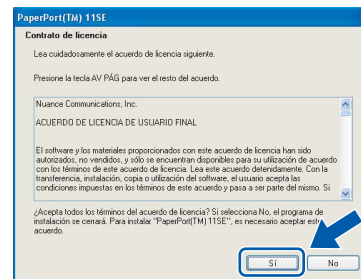 PaperPort(TM) 11SE
Contrato de licencia
Lea cuidadosamente el acuerdo de licencia siguiente.
Presione la tecla AV PÁG para ver el resto del acuerdo.
Nuance Communications, Inc.
ACUERDO DE LICENCIA DE USUARIO FINAL
El software y los materiales proporcionados con este acuerdo de licencia han sido
autorizados, no vendidos, y sólo se encuentran disponibles para su utilización de acuerdo
con los términos de este acuerdo de licencia. Lea este acuerdo detenidamente. Con la
transferencia, instalación, copia o utilización del software, el usuario acepta las
condiciones impuestas en los términos de este acuerdo y pasa a ser parte del mismo. Si
¿Acepta todos los términos del acuerdo de licencia? Si selecciona No, el programa de
instalación se cerrará. Para instalar "PaperPort(TM) 11SE", es necesario aceptar este
acuerdo.
Sí
No